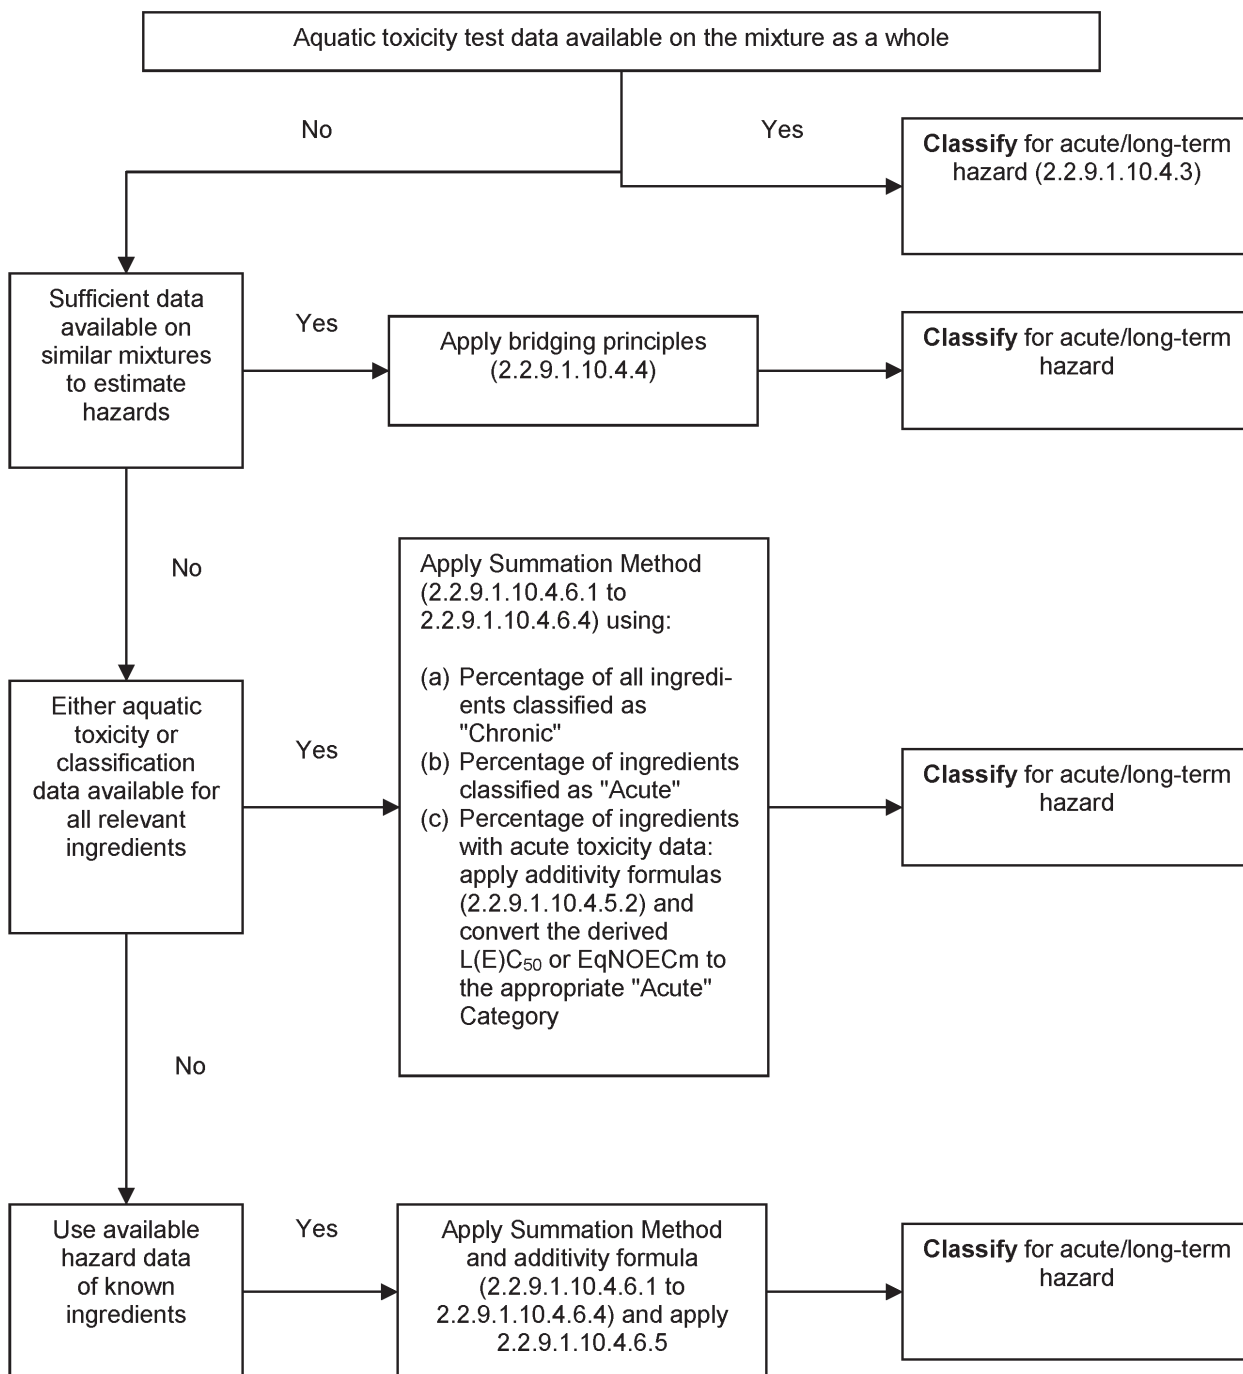 Aquatic toxicity test data available on the mixture as a whole
No
Yes
Classify for acute/long-term
hazard (2.2.9.1.10.4.3)
Sufficient data
available on
similar mixtures
to estimate
hazards
Yes
Apply bridging principles
(2.2.9.1.10.4.4)
Classify for acute/long-term
hazard
No
Either aquatic
toxicity or
classification
data available for
all relevant
ingredients
Yes
Apply Summation Method
(2.2.9.1.10.4.6.1 to
2.2.9.1.10.4.6.4) using:
(a) Percentage of all ingredi-
ents classified as
"Chronic"
(b) Percentage of ingredients
classified as "Acute"
(c) Percentage of ingredients
with acute toxicity data:
apply additivity formulas
(2.2.9.1.10.4.5.2) and
convert the derived
L(E)C₅₀ or EqNOECm to
the appropriate "Acute"
Category
Classify for acute/long-term
hazard
No
Use available
hazard data
of known
ingredients
Yes
Apply Summation Method
and additivity formula
(2.2.9.1.10.4.6.1 to
2.2.9.1.10.4.6.4) and apply
2.2.9.1.10.4.6.5
Classify for acute/long-term
hazard